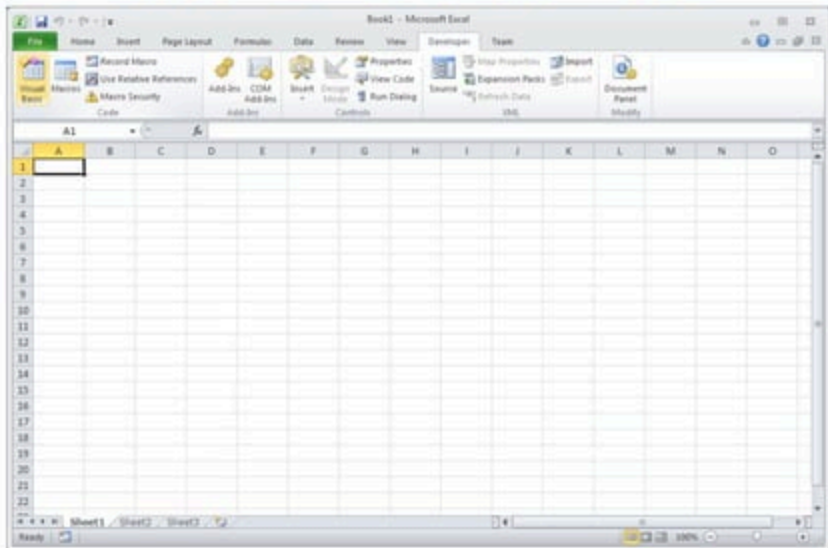 Book1 - Microsoft Excel
File Home Insert Page Layout Formulas Data Review View Developer Team
Visual Basic
Macros
Record Macro
Use Relative References
Macro Security
Code
Add-Ins
COM Add-Ins
Add-Ins
Insert
Design Mode
Properties
View Code
Run Dialog
Controls
Source
Map Properties
Expansion Packs
Refresh Data
Import
Export
XML
Document Panel
Modify
A1 fx
A B C D E F G H I J K L M N O
1
2
3
4
5
6
7
8
9
10
11
12
13
14
15
16
17
18
19
20
21
22
Sheet1 Sheet2 Sheet3
Ready 100%